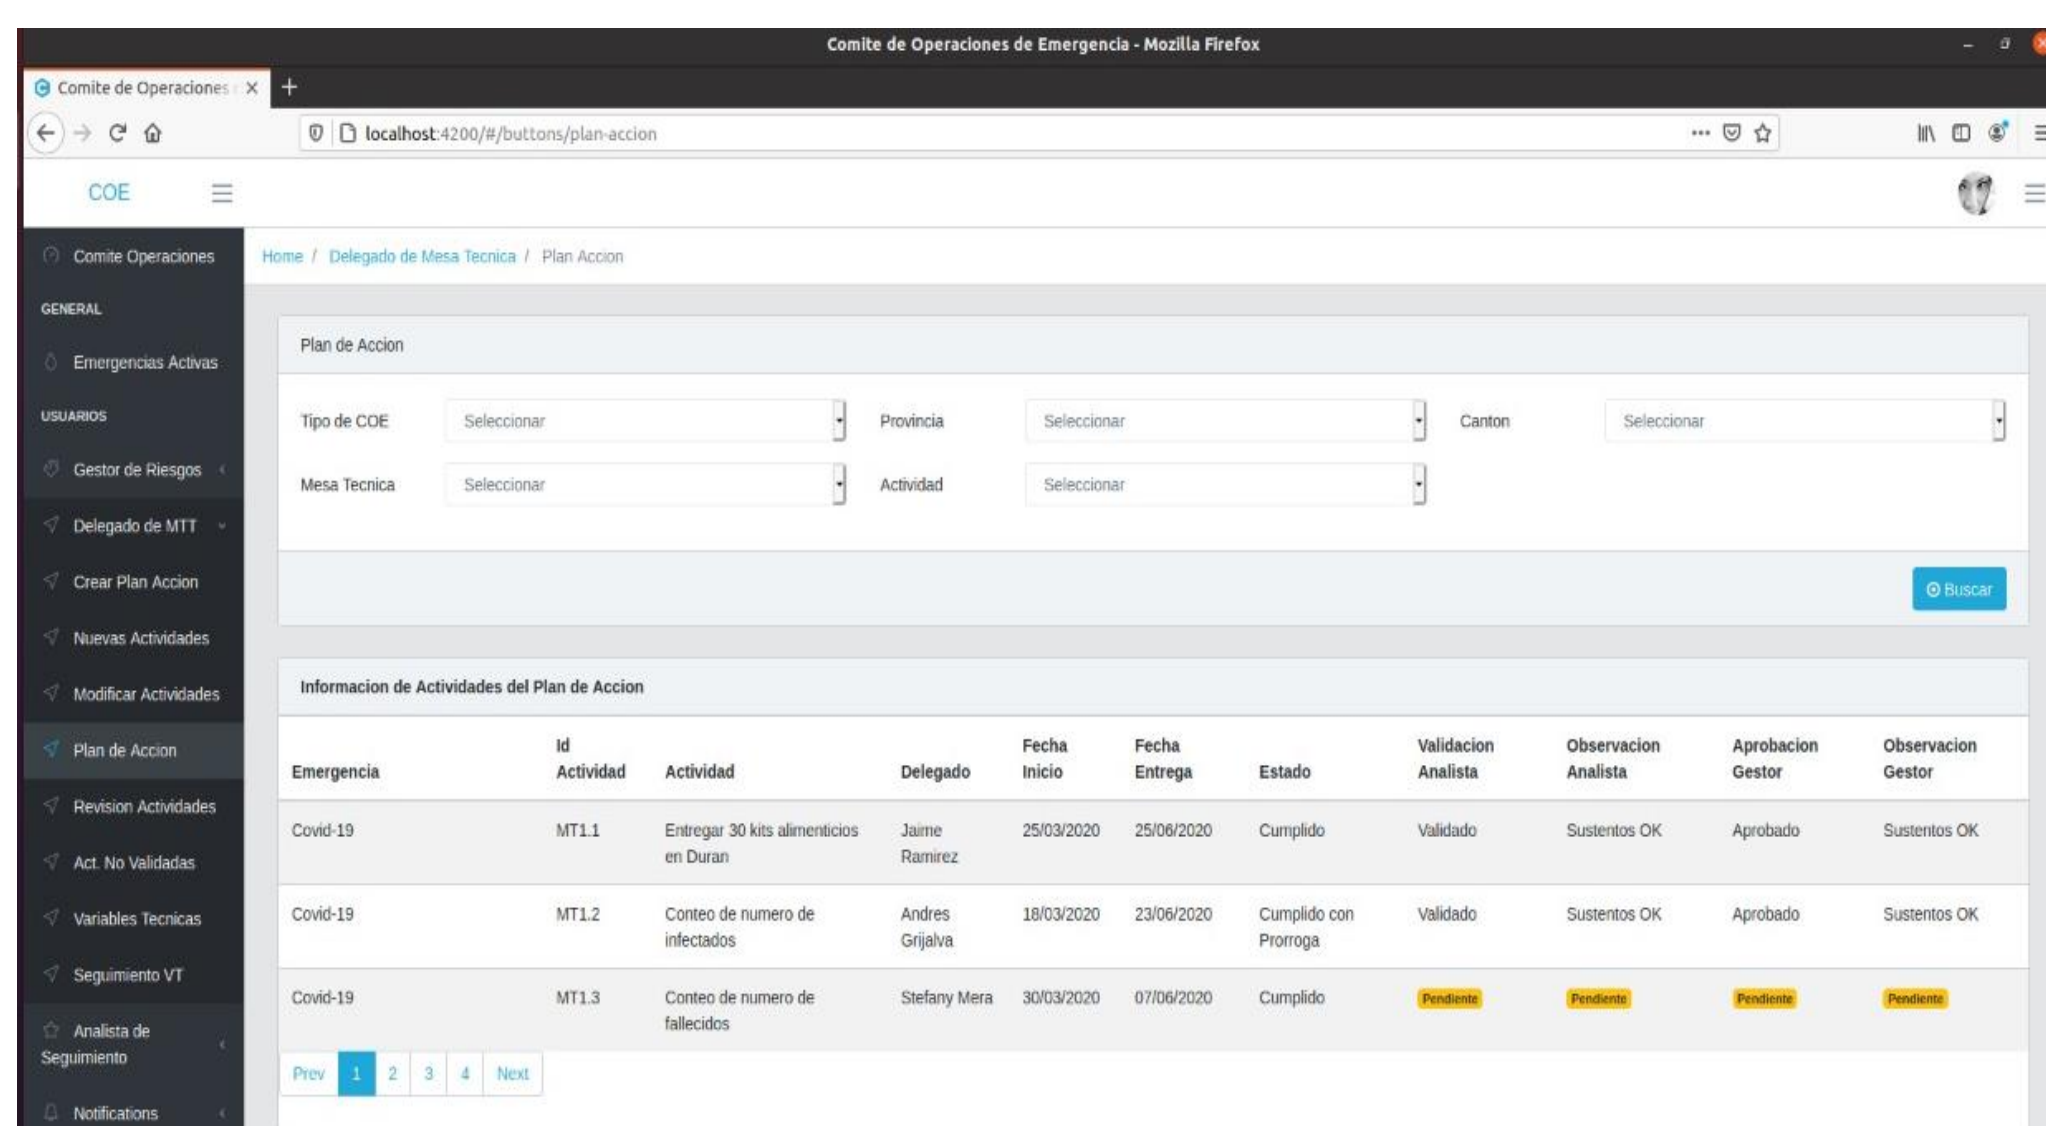 Comite de Operaciones de Emergencia - Mozilla Firefox
Comite de Operaciones
localhost:4200/#/buttons/plan-accion
COE
Comite Operaciones
GENERAL
Emergencias Activas
USUARIOS
Gestor de Riesgos
Delegado de MTT
Crear Plan Accion
Nuevas Actividades
Modificar Actividades
Plan de Accion
Revision Actividades
Act. No Validadas
Variables Tecnicas
Seguimiento VT
Analista de
Seguimiento
Notifications
Home / Delegado de Mesa Tecnica / Plan Accion
Plan de Accion
Tipo de COE Seleccionar Provincia Seleccionar Canton Seleccionar
Mesa Tecnica Seleccionar Actividad Seleccionar
Buscar
Informacion de Actividades del Plan de Accion
Id Fecha Fecha Validacion Observacion Aprobacion Observacion
Emergencia Actividad Actividad Delegado Inicio Entrega Estado Analista Analista Gestor Gestor
Covid-19 MT1.1 Entregar 30 kits alimenticios Jaime 25/03/2020 25/06/2020 Cumplido Validado Sustentos OK Aprobado Sustentos OK
en Duran Ramirez
Covid-19 MT1.2 Conteo de numero de Andres 18/03/2020 23/06/2020 Cumplido con Validado Sustentos OK Aprobado Sustentos OK
infectados Grijalva Prorroga
Covid-19 MT1.3 Conteo de numero de Stefany Mera 30/03/2020 07/06/2020 Cumplido Pendiente Pendiente Pendiente Pendiente
fallecidos
Prev 1 2 3 4 Next